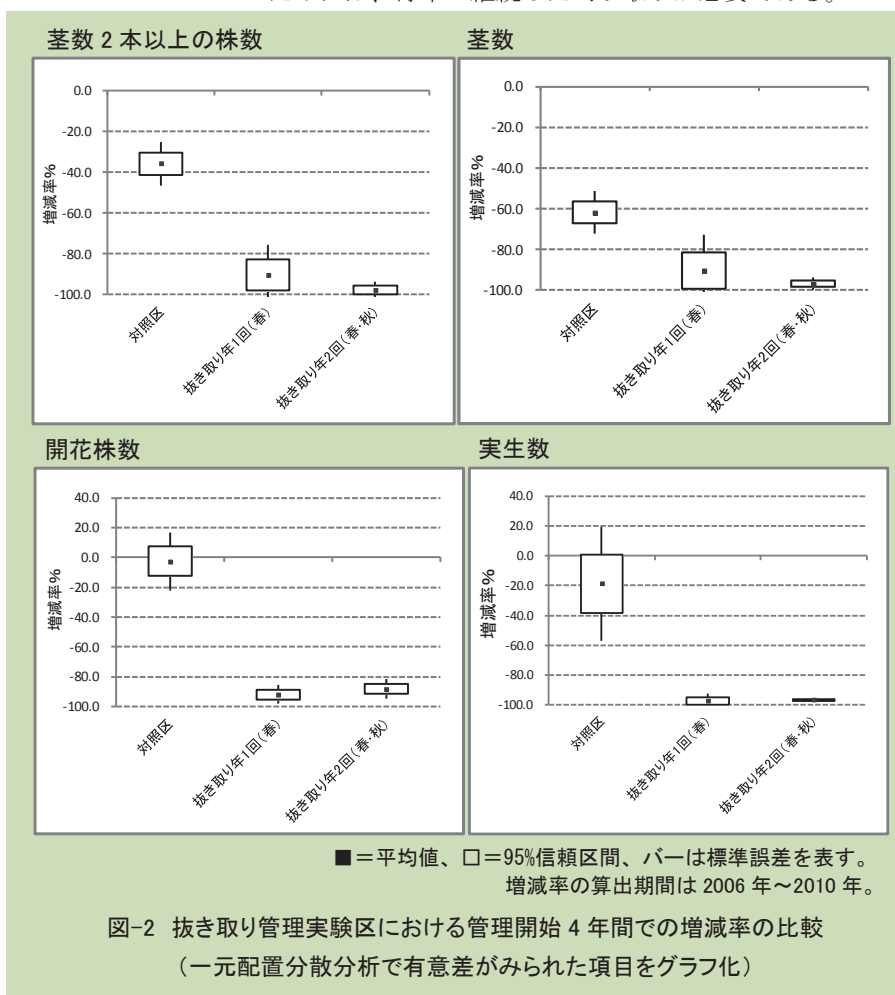 茎数 2 本以上の株数
0.0
-20.0
-40.0
-60.0
-80.0
-100.0
増減率%
対照区
抜き取り年1回(春)
抜き取り年2回(春・秋)
茎数
0.0
-20.0
-40.0
-60.0
-80.0
-100.0
増減率%
対照区
抜き取り年1回(春)
抜き取り年2回(春・秋)
開花株数
40.0
20.0
0.0
-20.0
-40.0
-60.0
-80.0
-100.0
増減率%
対照区
抜き取り年1回(春)
抜き取り年2回(春・秋)
実生数
40.0
20.0
0.0
-20.0
-40.0
-60.0
-80.0
-100.0
増減率%
対照区
抜き取り年1回(春)
抜き取り年2回(春・秋)
■＝平均値、□＝95%信頼区間、バーは標準誤差を表す。
増減率の算出期間は 2006 年～2010 年。
図-2 抜き取り管理実験区における管理開始 4 年間での増減率の比較
（一元配置分散分析で有意差がみられた項目をグラフ化）